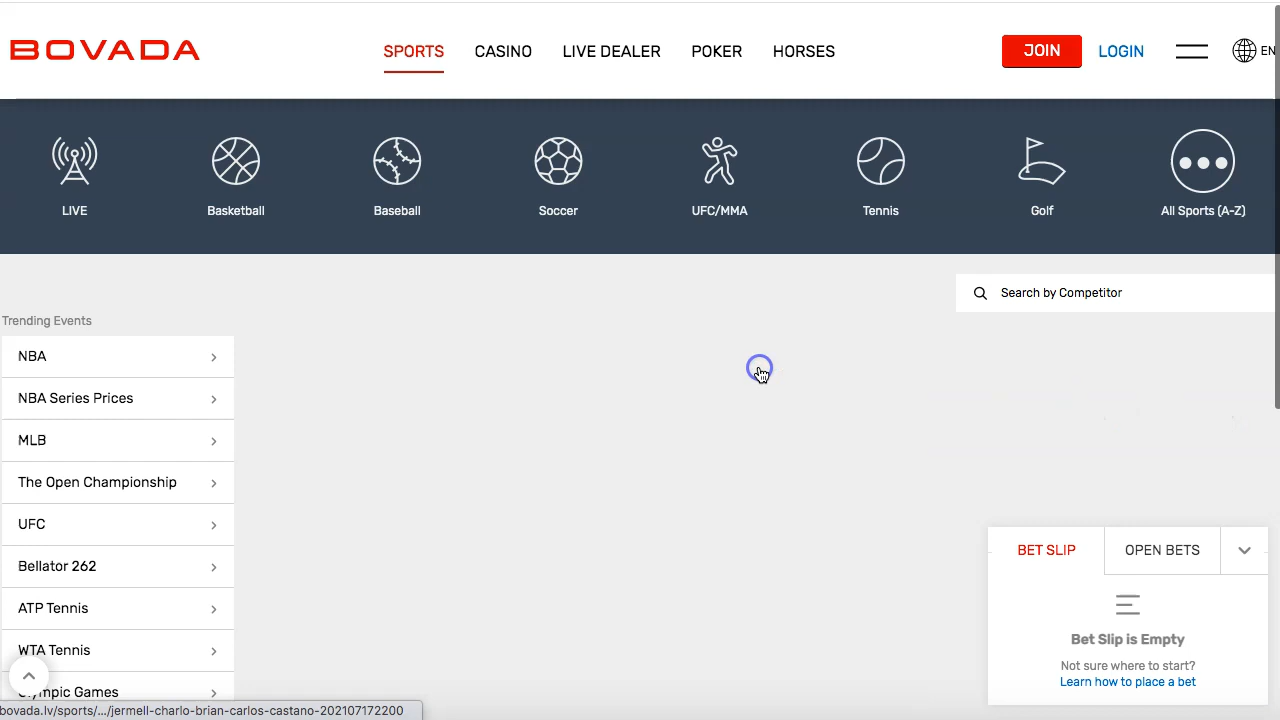 BOVADA
SPORTS CASINO LIVE DEALER POKER HORSES
JOIN LOGIN EN
LIVE Basketball Baseball Soccer UFC/MMA Tennis Golf All Sports (A-Z)
Search by Competitor
Trending Events
NBA
NBA Series Prices
MLB
The Open Championship
UFC
Bellator 262
ATP Tennis
WTA Tennis
Olympic Games
BET SLIP OPEN BETS
Bet Slip is Empty
Not sure where to start?
Learn how to place a bet
bovada.lv/sports/.../jermell-charlo-brian-carlos-castano-202107172200